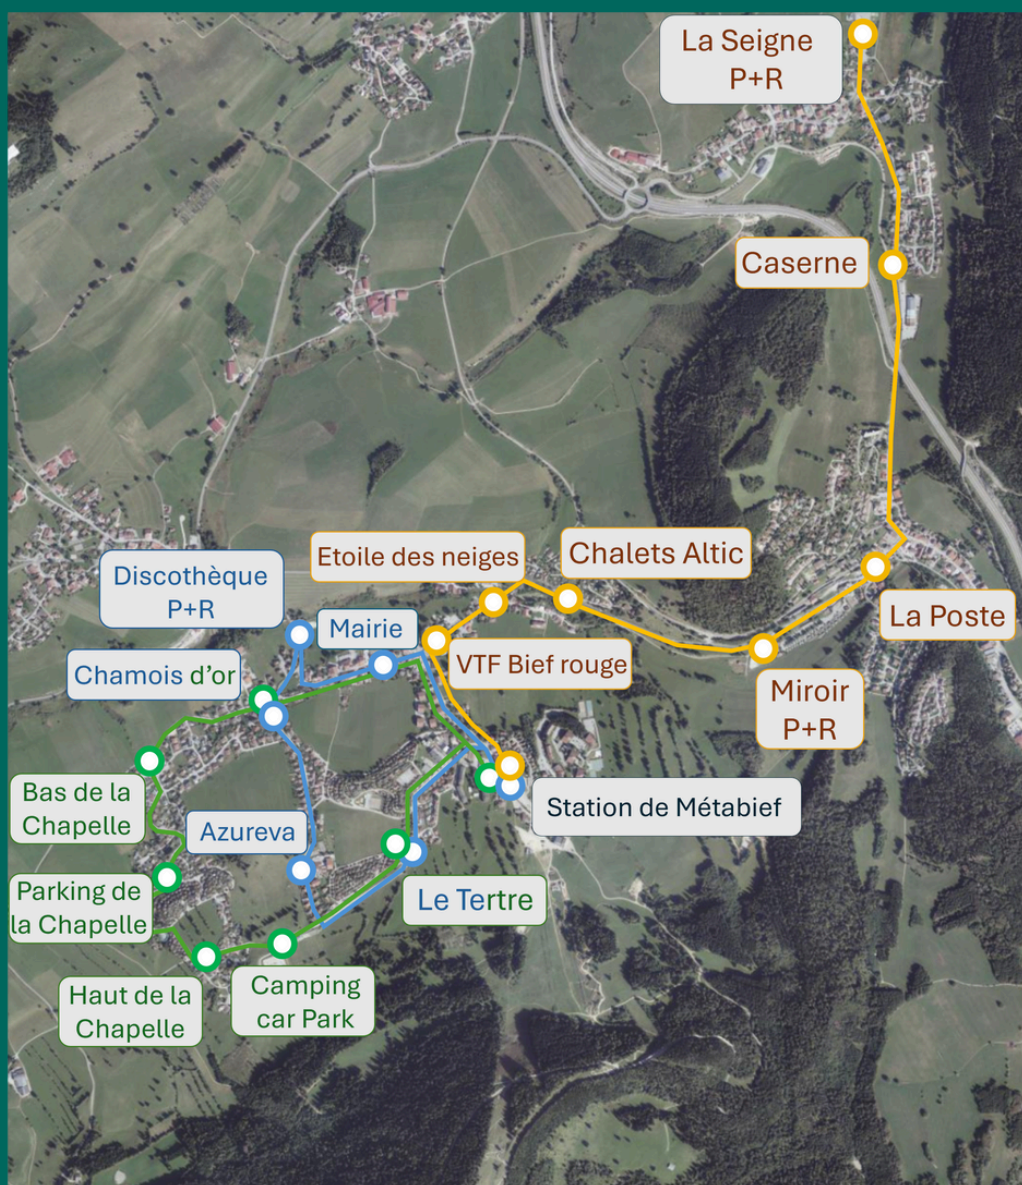 La Seigne
P+R
Caserne
Etoile des neiges
Chalets Altic
Discothèque
P+R
Mairie
La Poste
VTF Bief rouge
Chamois d'or
Miroir
P+R
Bas de la
Chapelle
Azureva
Station de Métabief
Parking de
la Chapelle
Le Tertre
Haut de la
Chapelle
Camping
car Park